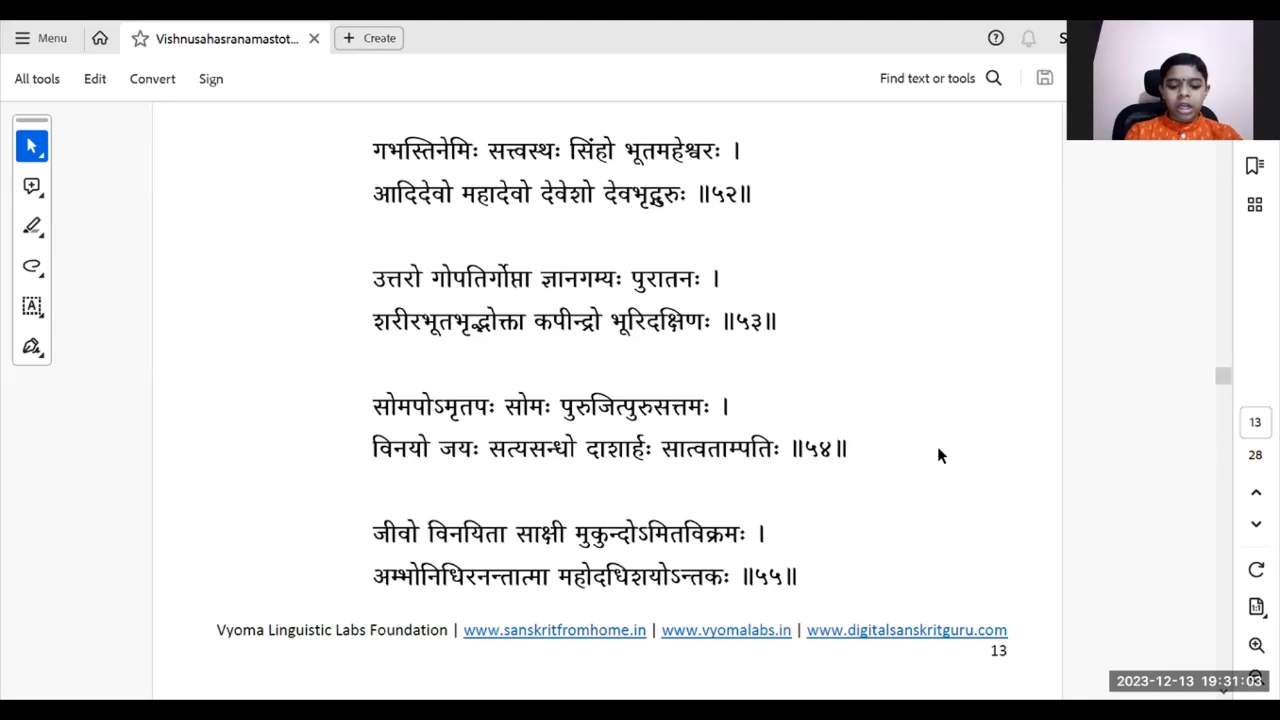 Menu
Vishnusahasranamastot...
Create
S
All tools
Edit
Convert
Sign
Find text or tools
गभस्तिनेमिः सत्त्वस्थः सिंहो भूतमहेश्वरः ।
आदिदेवो महादेवो देवेशो देवभृद्गुरुः ॥५२॥
उत्तरो गोपतिर्गोप्ता ज्ञानगम्यः पुरातनः ।
शरीरभूतभृद्भोक्ता कपीन्द्रो भूरिदक्षिणः ॥५३॥
सोमपोऽमृतपः सोमः पुरुजित्पुरुसत्तमः ।
विनयो जयः सत्यसन्धो दाशार्हः सात्वताम्पतिः ॥५४॥
जीवो विनयिता साक्षी मुकुन्दोऽमितविक्रमः ।
अम्भोनिधिरनन्तात्मा महोदधिशयोऽन्तकः ॥५५॥
Vyoma Linguistic Labs Foundation | www.sanskritfromhome.in | www.vyomalabs.in | www.digitalsanskritguru.com
13
13
28
2023-12-13 19:31:03